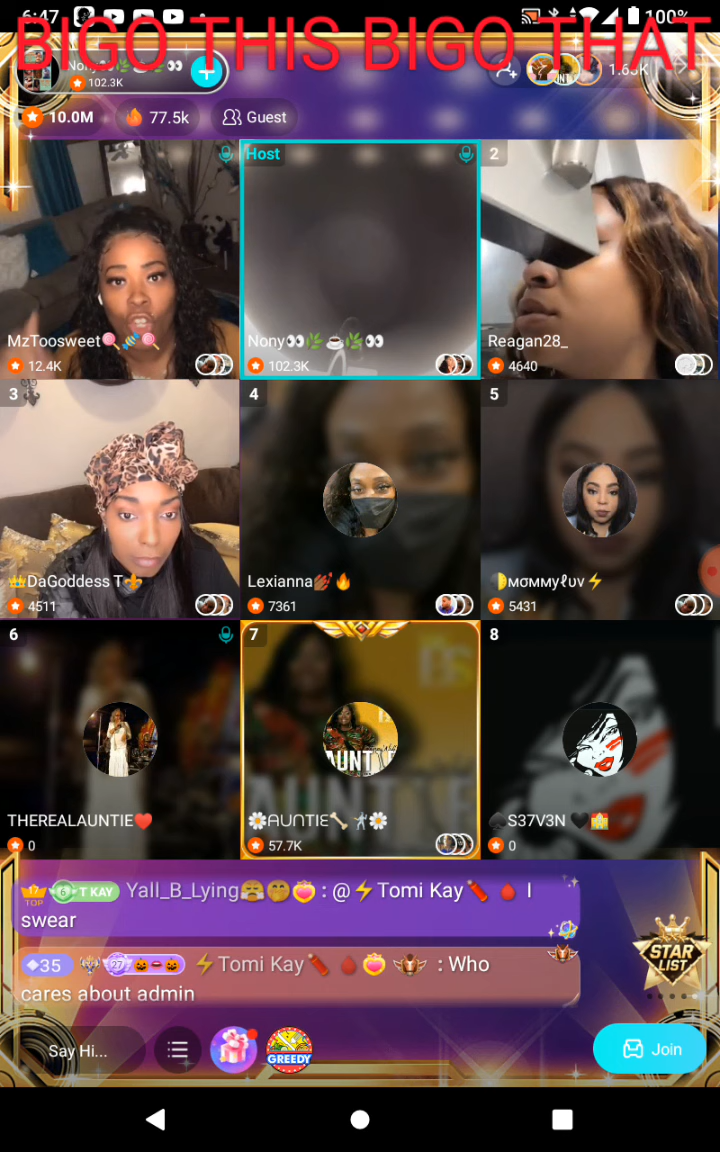 6:47
100%
BIGO THIS BIGO THAT
102.3K
10.0M
77.5k
Guest
Host
2
MzToosweet🍭🍬🍭
12.4K
Nony👀🌿☕🌿👀
102.3K
Reagan28_
4640
3
4
5
👑DaGoddess T⚜️
4511
Lexianna💅🏾🔥
7361
🌓мσммуℓυν⚡
5431
6
7
8
THEREALAUNTIE♥️
0
🌼ᗩᑌᑎTIE🦴🤺🌼
57.7K
♠️S37V3N 🖤🏫
0
TOP
6
T KAY
Yall_B_Lying😤🤭🍑 : @⚡Tomi Kay🧨🩸 I
swear
35
27
⚡Tomi Kay🧨🩸🍑 : Who
cares about admin
STAR
LIST
Say Hi...
GREEDY
Join